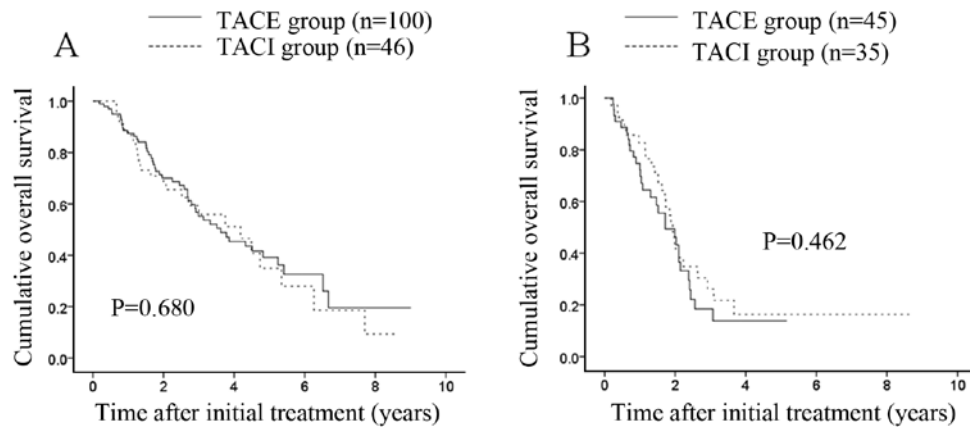 A
TACE group (n=100)
TACI group (n=46)
Cumulative overall survival
1.0
0.8
0.6
0.4
0.2
0.0
P=0.680
0 2 4 6 8 10
Time after initial treatment (years)
B
TACE group (n=45)
TACI group (n=35)
Cumulative overall survival
1.0
0.8
0.6
0.4
0.2
0.0
P=0.462
0 2 4 6 8 10
Time after initial treatment (years)